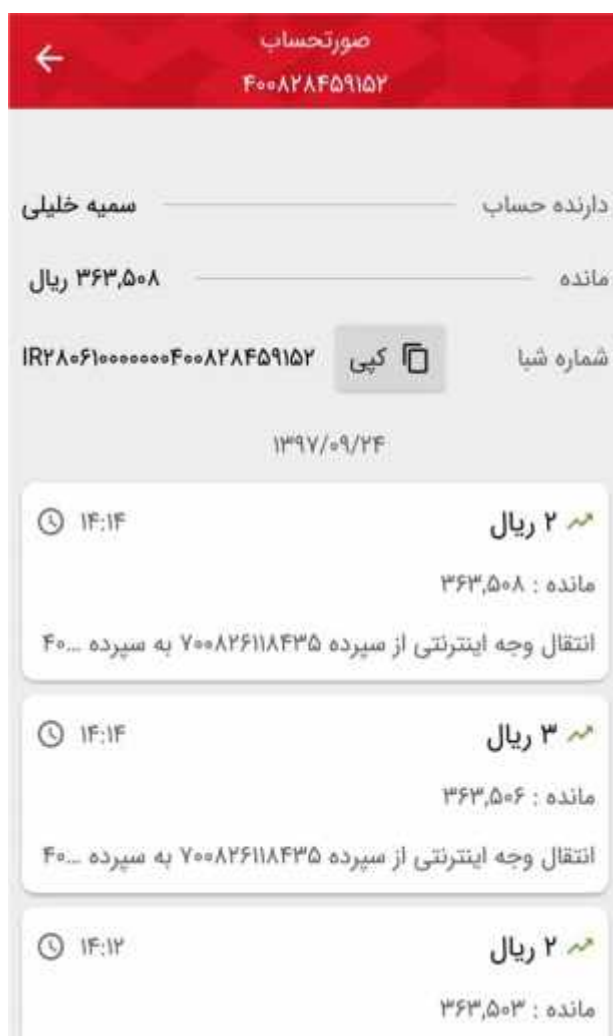 صورتحساب
۴۰۰۸۲۸۴۵۹۱۵۲
دارنده حساب سمیه خلیلی
مانده ۳۶۳,۵۰۸ ریال
شماره شبا کپی IR۲۸۰۶۱۰۰۰۰۰۰۰۴۰۰۸۲۸۴۵۹۱۵۲
۱۳۹۷/۰۹/۲۴
۲ ریال ۱۴:۱۴
مانده : ۳۶۳,۵۰۸
انتقال وجه اینترنتی از سپرده ۷۰۰۸۲۶۱۱۸۴۳۵ به سپرده ...۴۰
۳ ریال ۱۴:۱۴
مانده : ۳۶۳,۵۰۶
انتقال وجه اینترنتی از سپرده ۷۰۰۸۲۶۱۱۸۴۳۵ به سپرده ...۴۰
۲ ریال ۱۴:۱۲
مانده : ۳۶۳,۵۰۳